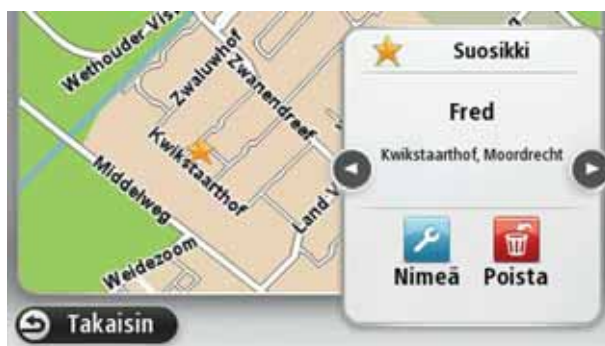 Wethouder Vis
Zwaluwhof
Zwanendreef
Kwikstaarthof
Middelweg
Land V
Weidezoom
Suosikki
Fred
Kwikstaarthof, Moordrecht
Nimeä
Poista
Takaisin